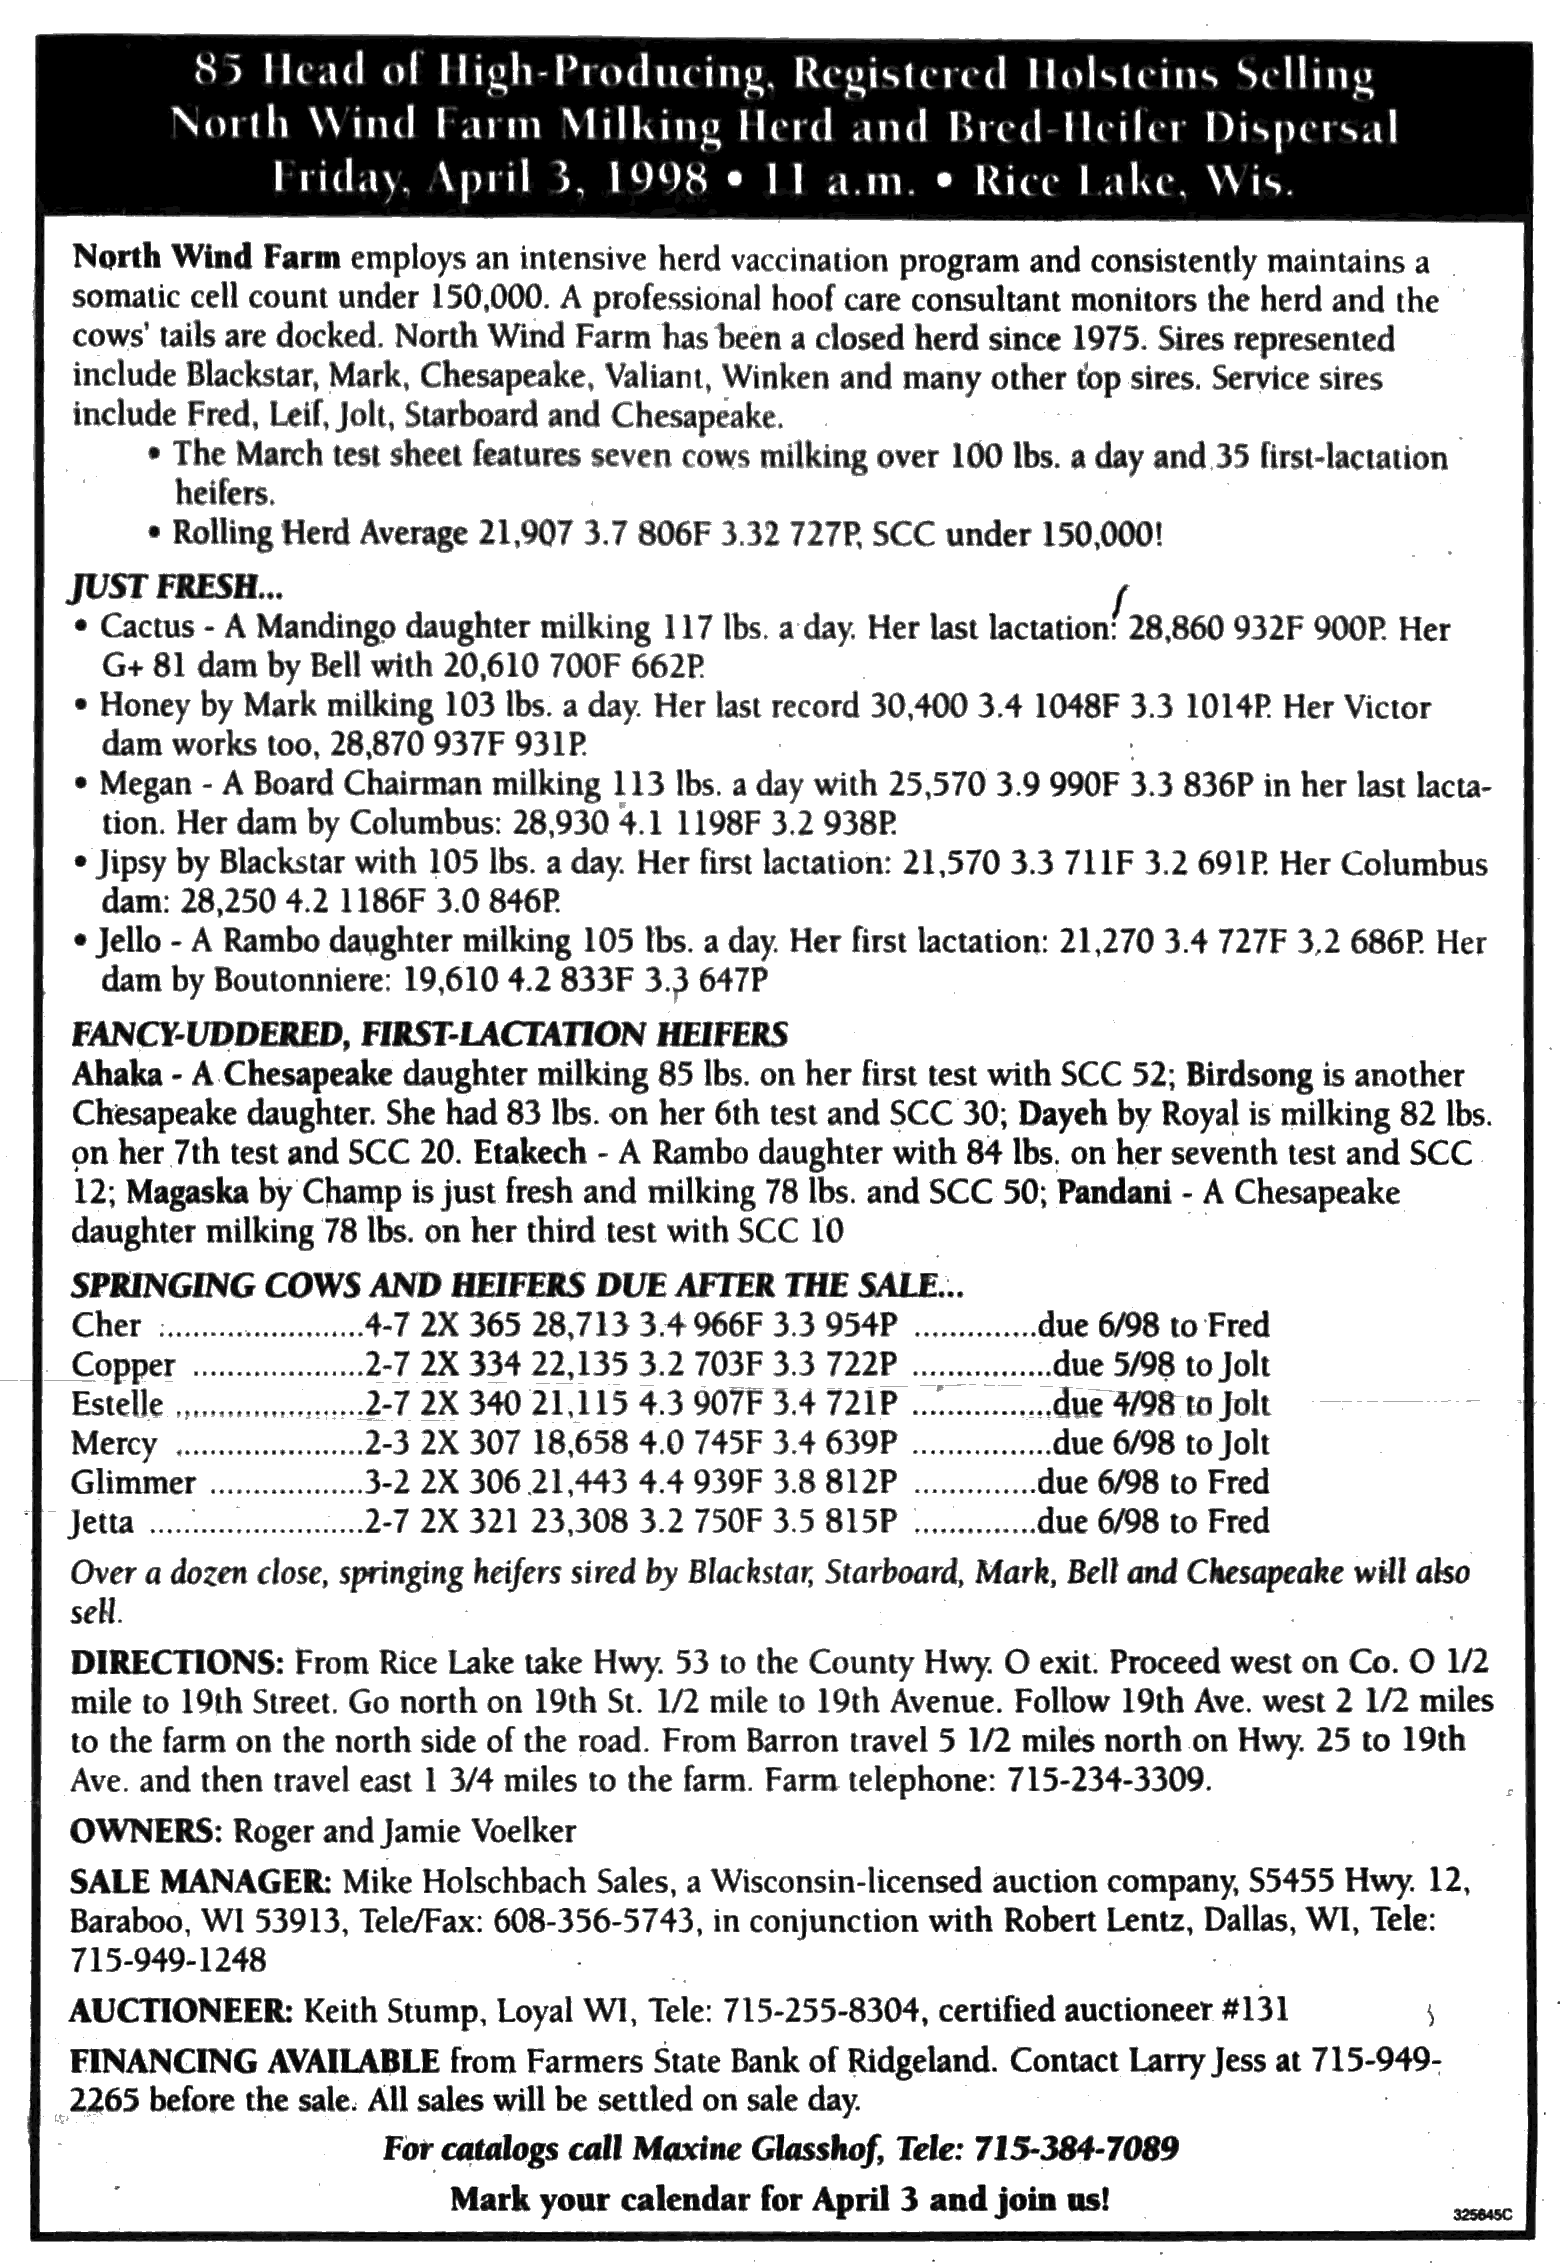 85 Head of High-Producing, Registered Holsteins Selling
North Wind Farm Milking Herd and Bred-Heifer Dispersal
Friday, April 3, 1998 • 11 a.m. • Rice Lake, Wis.
North Wind Farm employs an intensive herd vaccination program and consistently maintains a
somatic cell count under 150,000. A professional hoof care consultant monitors the herd and the
cows' tails are docked. North Wind Farm has been a closed herd since 1975. Sires represented
include Blackstar, Mark, Chesapeake, Valiant, Winken and many other top sires. Service sires
include Fred, Leif, Jolt, Starboard and Chesapeake.
• The March test sheet features seven cows milking over 100 lbs. a day and 35 first-lactation
heifers.
• Rolling Herd Average 21,907 3.7 806F 3.32 727P, SCC under 150,000!
JUST FRESH...
• Cactus - A Mandingo daughter milking 117 lbs. a day. Her last lactation: 28,860 932F 900P. Her
G+ 81 dam by Bell with 20,610 700F 662P.
• Honey by Mark milking 103 lbs. a day. Her last record 30,400 3.4 1048F 3.3 1014P. Her Victor
dam works too, 28,870 937F 931P.
• Megan - A Board Chairman milking 113 lbs. a day with 25,570 3.9 990F 3.3 836P in her last lacta-
tion. Her dam by Columbus: 28,930 4.1 1198F 3.2 938P.
• Jipsy by Blackstar with 105 lbs. a day. Her first lactation: 21,570 3.3 711F 3.2 691P. Her Columbus
dam: 28,250 4.2 1186F 3.0 846P.
• Jello - A Rambo daughter milking 105 lbs. a day. Her first lactation: 21,270 3.4 727F 3.2 686P. Her
dam by Boutonniere: 19,610 4.2 833F 3.3 647P
FANCY-UDDERED, FIRST-LACTATION HEIFERS
Ahaka - A Chesapeake daughter milking 85 lbs. on her first test with SCC 52; Birdsong is another
Chesapeake daughter. She had 83 lbs. on her 6th test and SCC 30; Dayeh by Royal is milking 82 lbs.
on her 7th test and SCC 20. Etakech - A Rambo daughter with 84 lbs. on her seventh test and SCC
12; Magaska by Champ is just fresh and milking 78 lbs. and SCC 50; Pandani - A Chesapeake
daughter milking 78 lbs. on her third test with SCC 10
SPRINGING COWS AND HEIFERS DUE AFTER THE SALE...
Cher ........................4-7 2X 365 28,713 3.4 966F 3.3 954P ...............due 6/98 to Fred
Copper .....................2-7 2X 334 22,135 3.2 703F 3.3 722P .................due 5/98 to Jolt
Estelle .......................2-7 2X 340 21,115 4.3 907F 3.4 721P .................due 4/98 to Jolt
Mercy .......................2-3 2X 307 18,658 4.0 745F 3.4 639P .................due 6/98 to Jolt
Glimmer ...................3-2 2X 306 21,443 4.4 939F 3.8 812P ...............due 6/98 to Fred
Jetta ..........................2-7 2X 321 23,308 3.2 750F 3.5 815P ...............due 6/98 to Fred
Over a dozen close, springing heifers sired by Blackstar, Starboard, Mark, Bell and Chesapeake will also
sell.
DIRECTIONS: From Rice Lake take Hwy. 53 to the County Hwy. O exit. Proceed west on Co. O 1/2
mile to 19th Street. Go north on 19th St. 1/2 mile to 19th Avenue. Follow 19th Ave. west 2 1/2 miles
to the farm on the north side of the road. From Barron travel 5 1/2 miles north on Hwy. 25 to 19th
Ave. and then travel east 1 3/4 miles to the farm. Farm telephone: 715-234-3309.
OWNERS: Roger and Jamie Voelker
SALE MANAGER: Mike Holschbach Sales, a Wisconsin-licensed auction company, S5455 Hwy. 12,
Baraboo, WI 53913, Tele/Fax: 608-356-5743, in conjunction with Robert Lentz, Dallas, WI, Tele:
715-949-1248
AUCTIONEER: Keith Stump, Loyal WI, Tele: 715-255-8304, certified auctioneer #131
FINANCING AVAILABLE from Farmers State Bank of Ridgeland. Contact Larry Jess at 715-949-
2265 before the sale. All sales will be settled on sale day.
For catalogs call Maxine Glasshof, Tele: 715-384-7089
Mark your calendar for April 3 and join us!
325645C